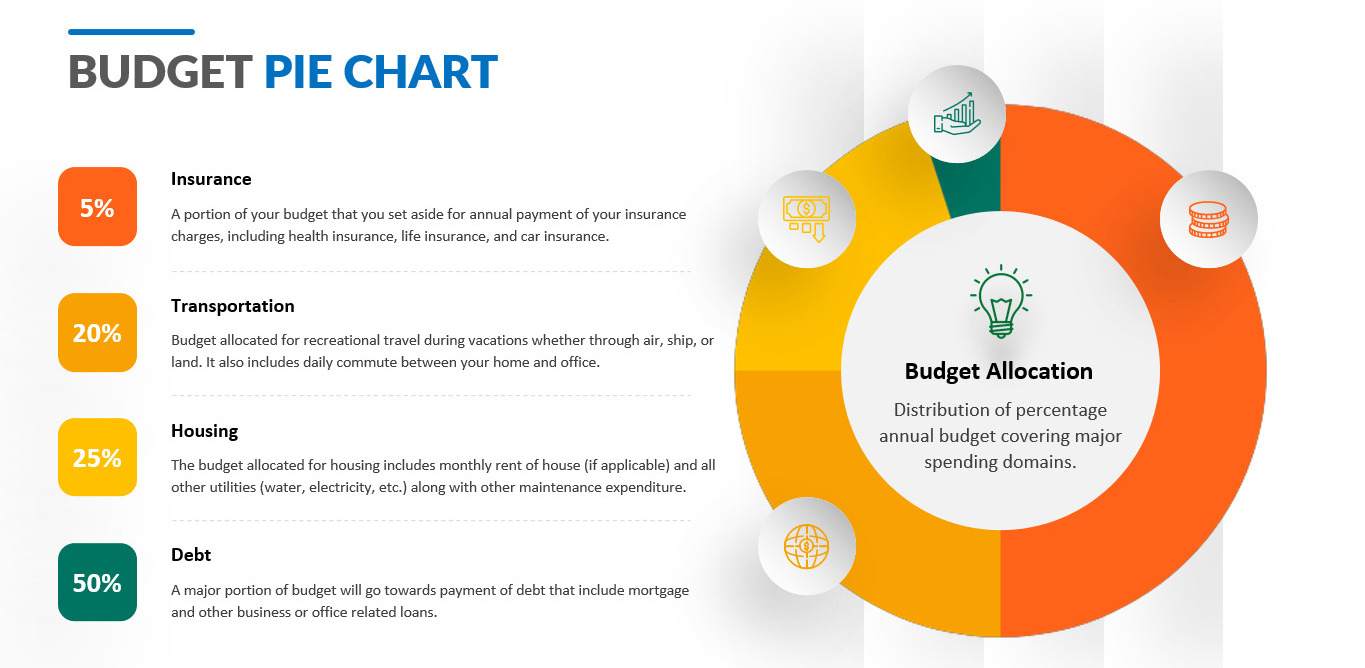 BUDGET PIE CHART
5%
Insurance
A portion of your budget that you set aside for annual payment of your insurance
charges, including health insurance, life insurance, and car insurance.
20%
Transportation
Budget allocated for recreational travel during vacations whether through air, ship, or
land. It also includes daily commute between your home and office.
25%
Housing
The budget allocated for housing includes monthly rent of house (if applicable) and all
other utilities (water, electricity, etc.) along with other maintenance expenditure.
50%
Debt
A major portion of budget will go towards payment of debt that include mortgage
and other business or office related loans.
Budget Allocation
Distribution of percentage
annual budget covering major
spending domains.